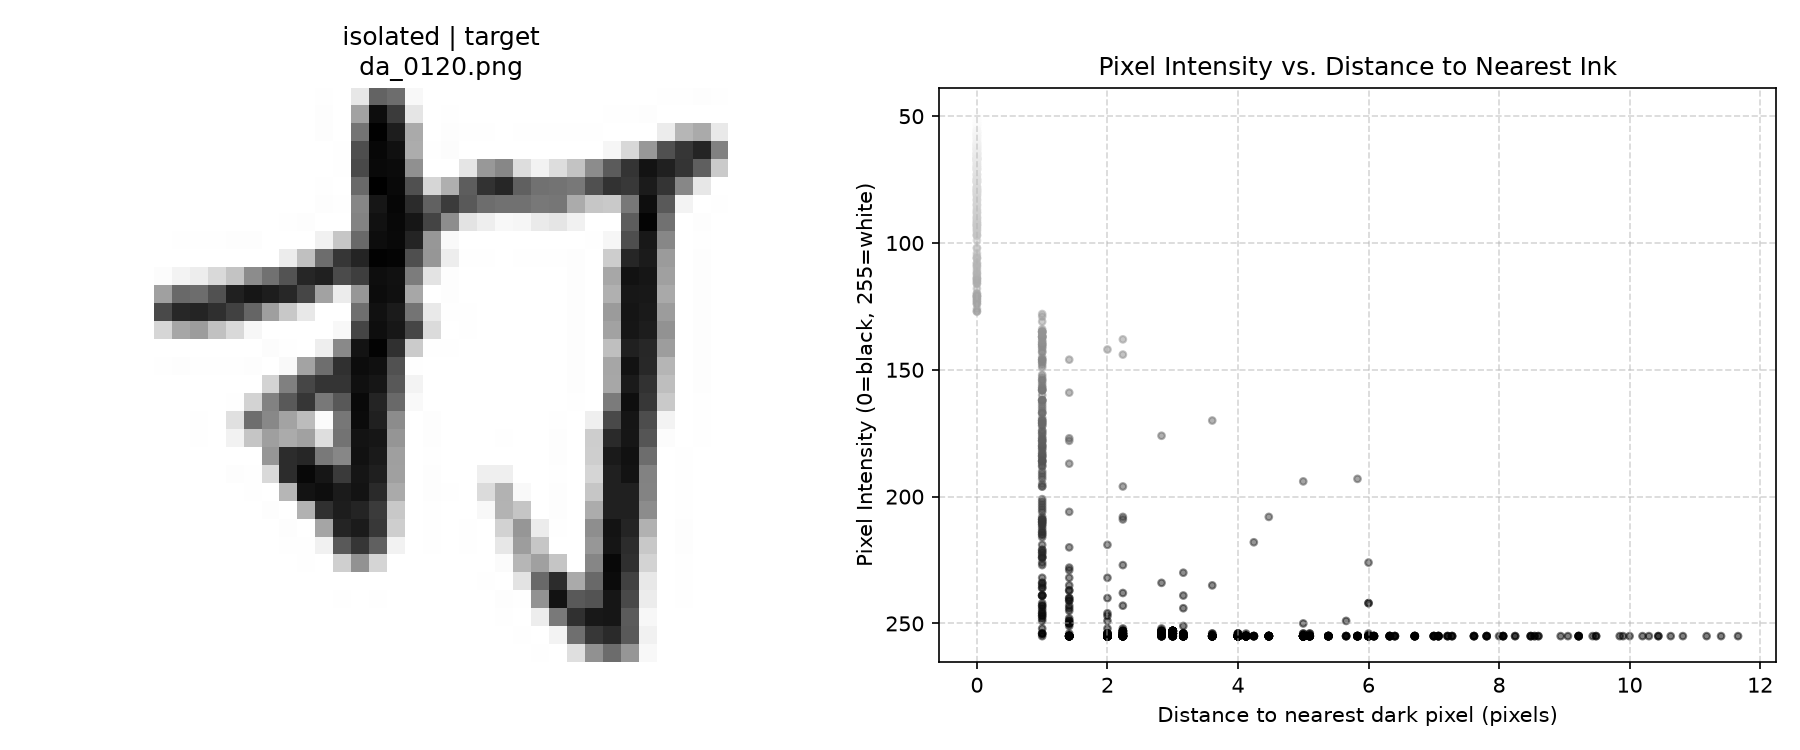 isolated | target
da_0120.png
打
Pixel Intensity vs. Distance to Nearest Ink
Pixel Intensity (0=black, 255=white)
50
100
150
200
250
0 2 4 6 8 10 12
Distance to nearest dark pixel (pixels)